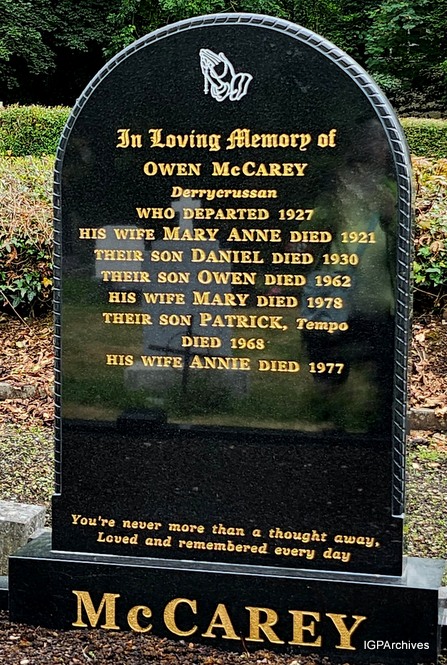 In Loving Memory of
OWEN McCAREY
Derrycrussan
WHO DEPARTED 1927
HIS WIFE MARY ANNE DIED 1921
THEIR SON DANIEL DIED 1930
THEIR SON OWEN DIED 1962
HIS WIFE MARY DIED 1978
THEIR SON PATRICK, Tempo
DIED 1968
HIS WIFE ANNIE DIED 1977
You're never more than a thought away,
Loved and remembered every day
McCAREY
IGPArchives